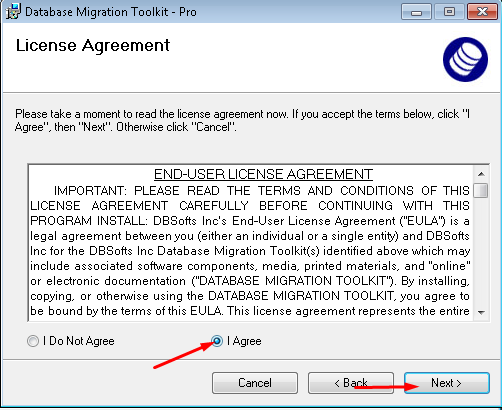 Database Migration Toolkit - Pro
License Agreement
Please take a moment to read the license agreement now. If you accept the terms below, click "I
Agree", then "Next". Otherwise click "Cancel".
END-USER LICENSE AGREEMENT
IMPORTANT: PLEASE READ THE TERMS AND CONDITIONS OF THIS
LICENSE AGREEMENT CAREFULLY BEFORE CONTINUING WITH THIS
PROGRAM INSTALL: DBSofts Inc's End-User License Agreement ("EULA") is a
legal agreement between you (either an individual or a single entity) and DBSofts
Inc for the DBSofts Inc Database Migration Toolkit(s) identified above which may
include associated software components, media, printed materials, and "online"
or electronic documentation ("DATABASE MIGRATION TOOLKIT"). By installing,
copying, or otherwise using the DATABASE MIGRATION TOOLKIT, you agree to
be bound by the terms of this EULA. This license agreement represents the entire
I Do Not Agree
I Agree
Cancel
< Back
Next >